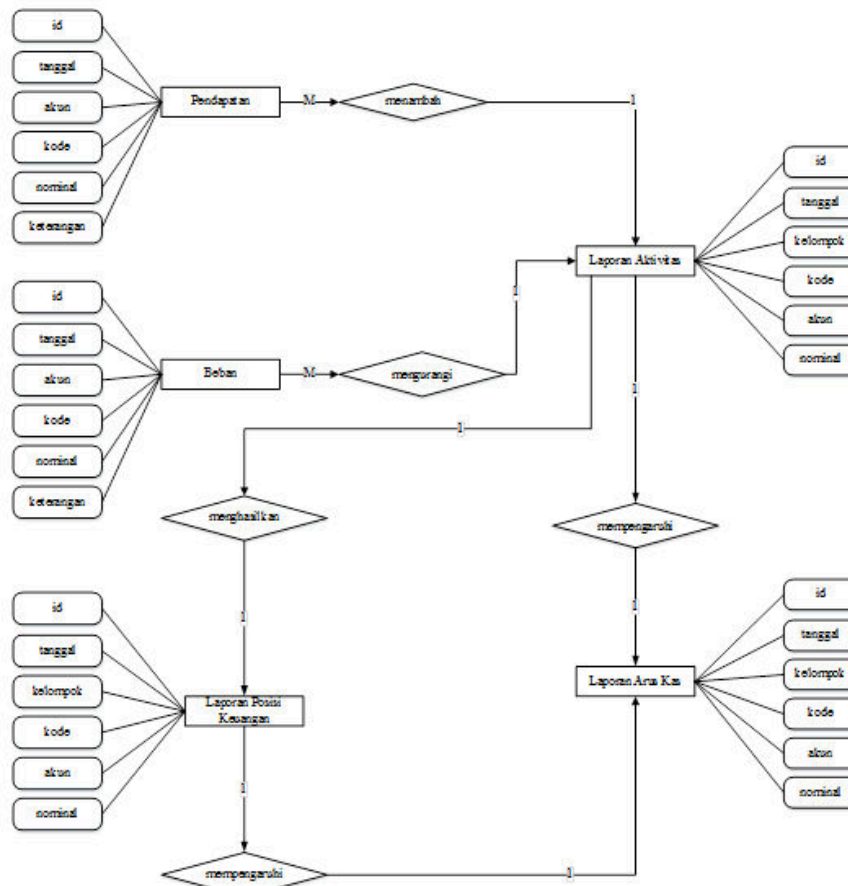 id
tanggal
akun
kode
nominal
keterangan
Pendapatan
M
menambah
1
id
tanggal
kelompok
kode
akun
nominal
Laporan Aktivitas
id
tanggal
akun
kode
nominal
keterangan
Beban
M
mengurangi
1
1
1
menghasilkan
mempengaruhi
1
1
id
tanggal
kelompok
kode
akun
nominal
Laporan Posisi
Keuangan
Laporan Arus Kas
id
tanggal
kelompok
kode
akun
nominal
1
mempengaruhi
1